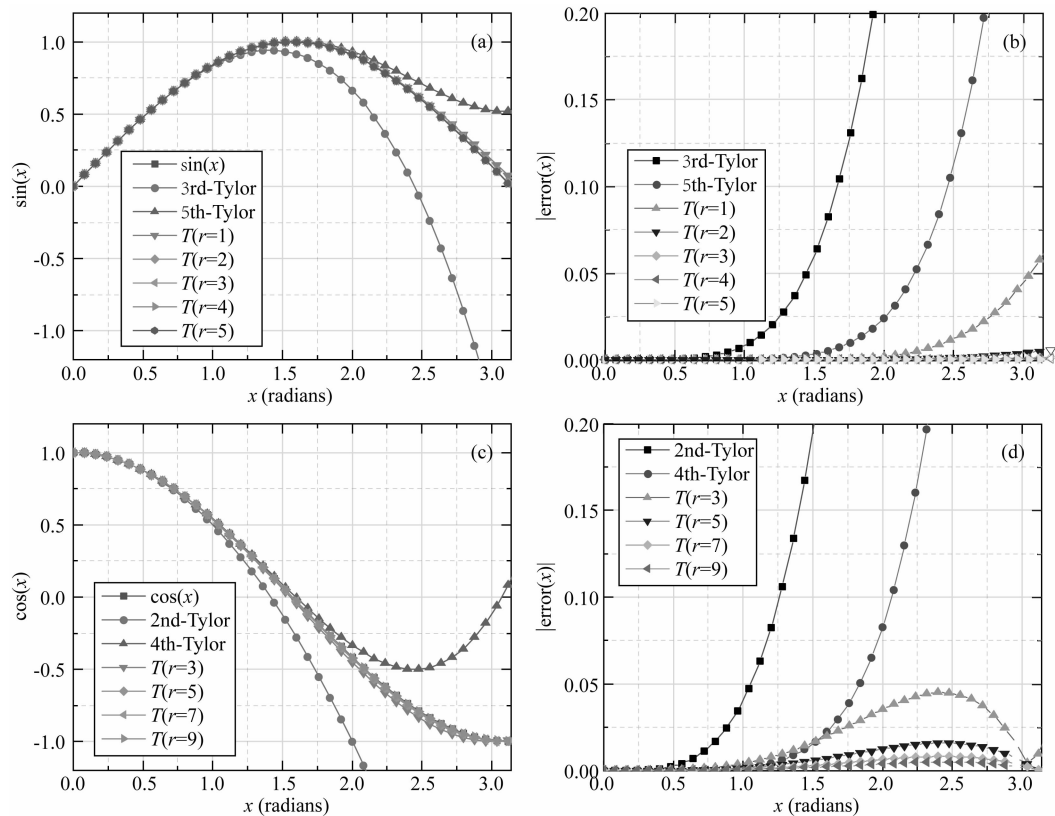 (a)
1.0
0.5
0.0
-0.5
-1.0
sin(x)
sin(x)
3rd-Tylor
5th-Tylor
T(r=1)
T(r=2)
T(r=3)
T(r=4)
T(r=5)
0.0 0.5 1.0 1.5 2.0 2.5 3.0
x (radians)
(b)
0.20
0.15
0.10
0.05
0.00
|error(x)|
3rd-Tylor
5th-Tylor
T(r=1)
T(r=2)
T(r=3)
T(r=4)
T(r=5)
0.0 0.5 1.0 1.5 2.0 2.5 3.0
x (radians)
(c)
1.0
0.5
0.0
-0.5
-1.0
cos(x)
cos(x)
2nd-Tylor
4th-Tylor
T(r=3)
T(r=5)
T(r=7)
T(r=9)
0.0 0.5 1.0 1.5 2.0 2.5 3.0
x (radians)
(d)
0.20
0.15
0.10
0.05
0.00
|error(x)|
2nd-Tylor
4th-Tylor
T(r=3)
T(r=5)
T(r=7)
T(r=9)
0.0 0.5 1.0 1.5 2.0 2.5 3.0
x (radians)